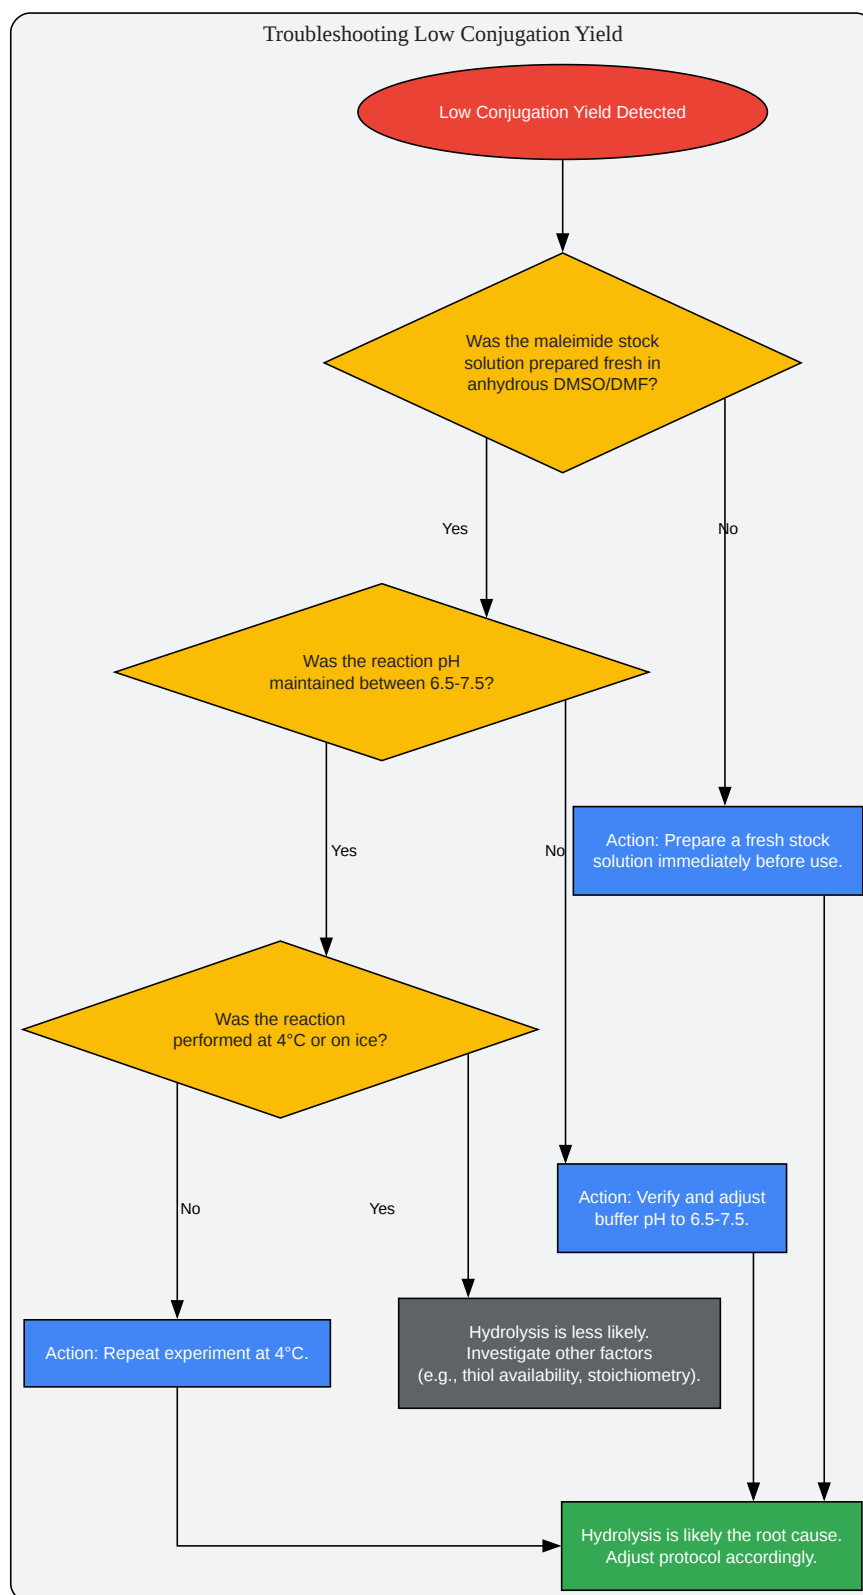 Troubleshooting Low Conjugation Yield
Low Conjugation Yield Detected
Was the maleimide stock
solution prepared fresh in
anhydrous DMSO/DMF?
Yes
No
Was the reaction pH
maintained between 6.5-7.5?
Action: Prepare a fresh stock
solution immediately before use.
Yes
No
Was the reaction
performed at 4°C or on ice?
Action: Verify and adjust
buffer pH to 6.5-7.5.
No
Yes
Action: Repeat experiment at 4°C.
Hydrolysis is less likely.
Investigate other factors
(e.g., thiol availability, stoichiometry).
Hydrolysis is likely the root cause.
Adjust protocol accordingly.